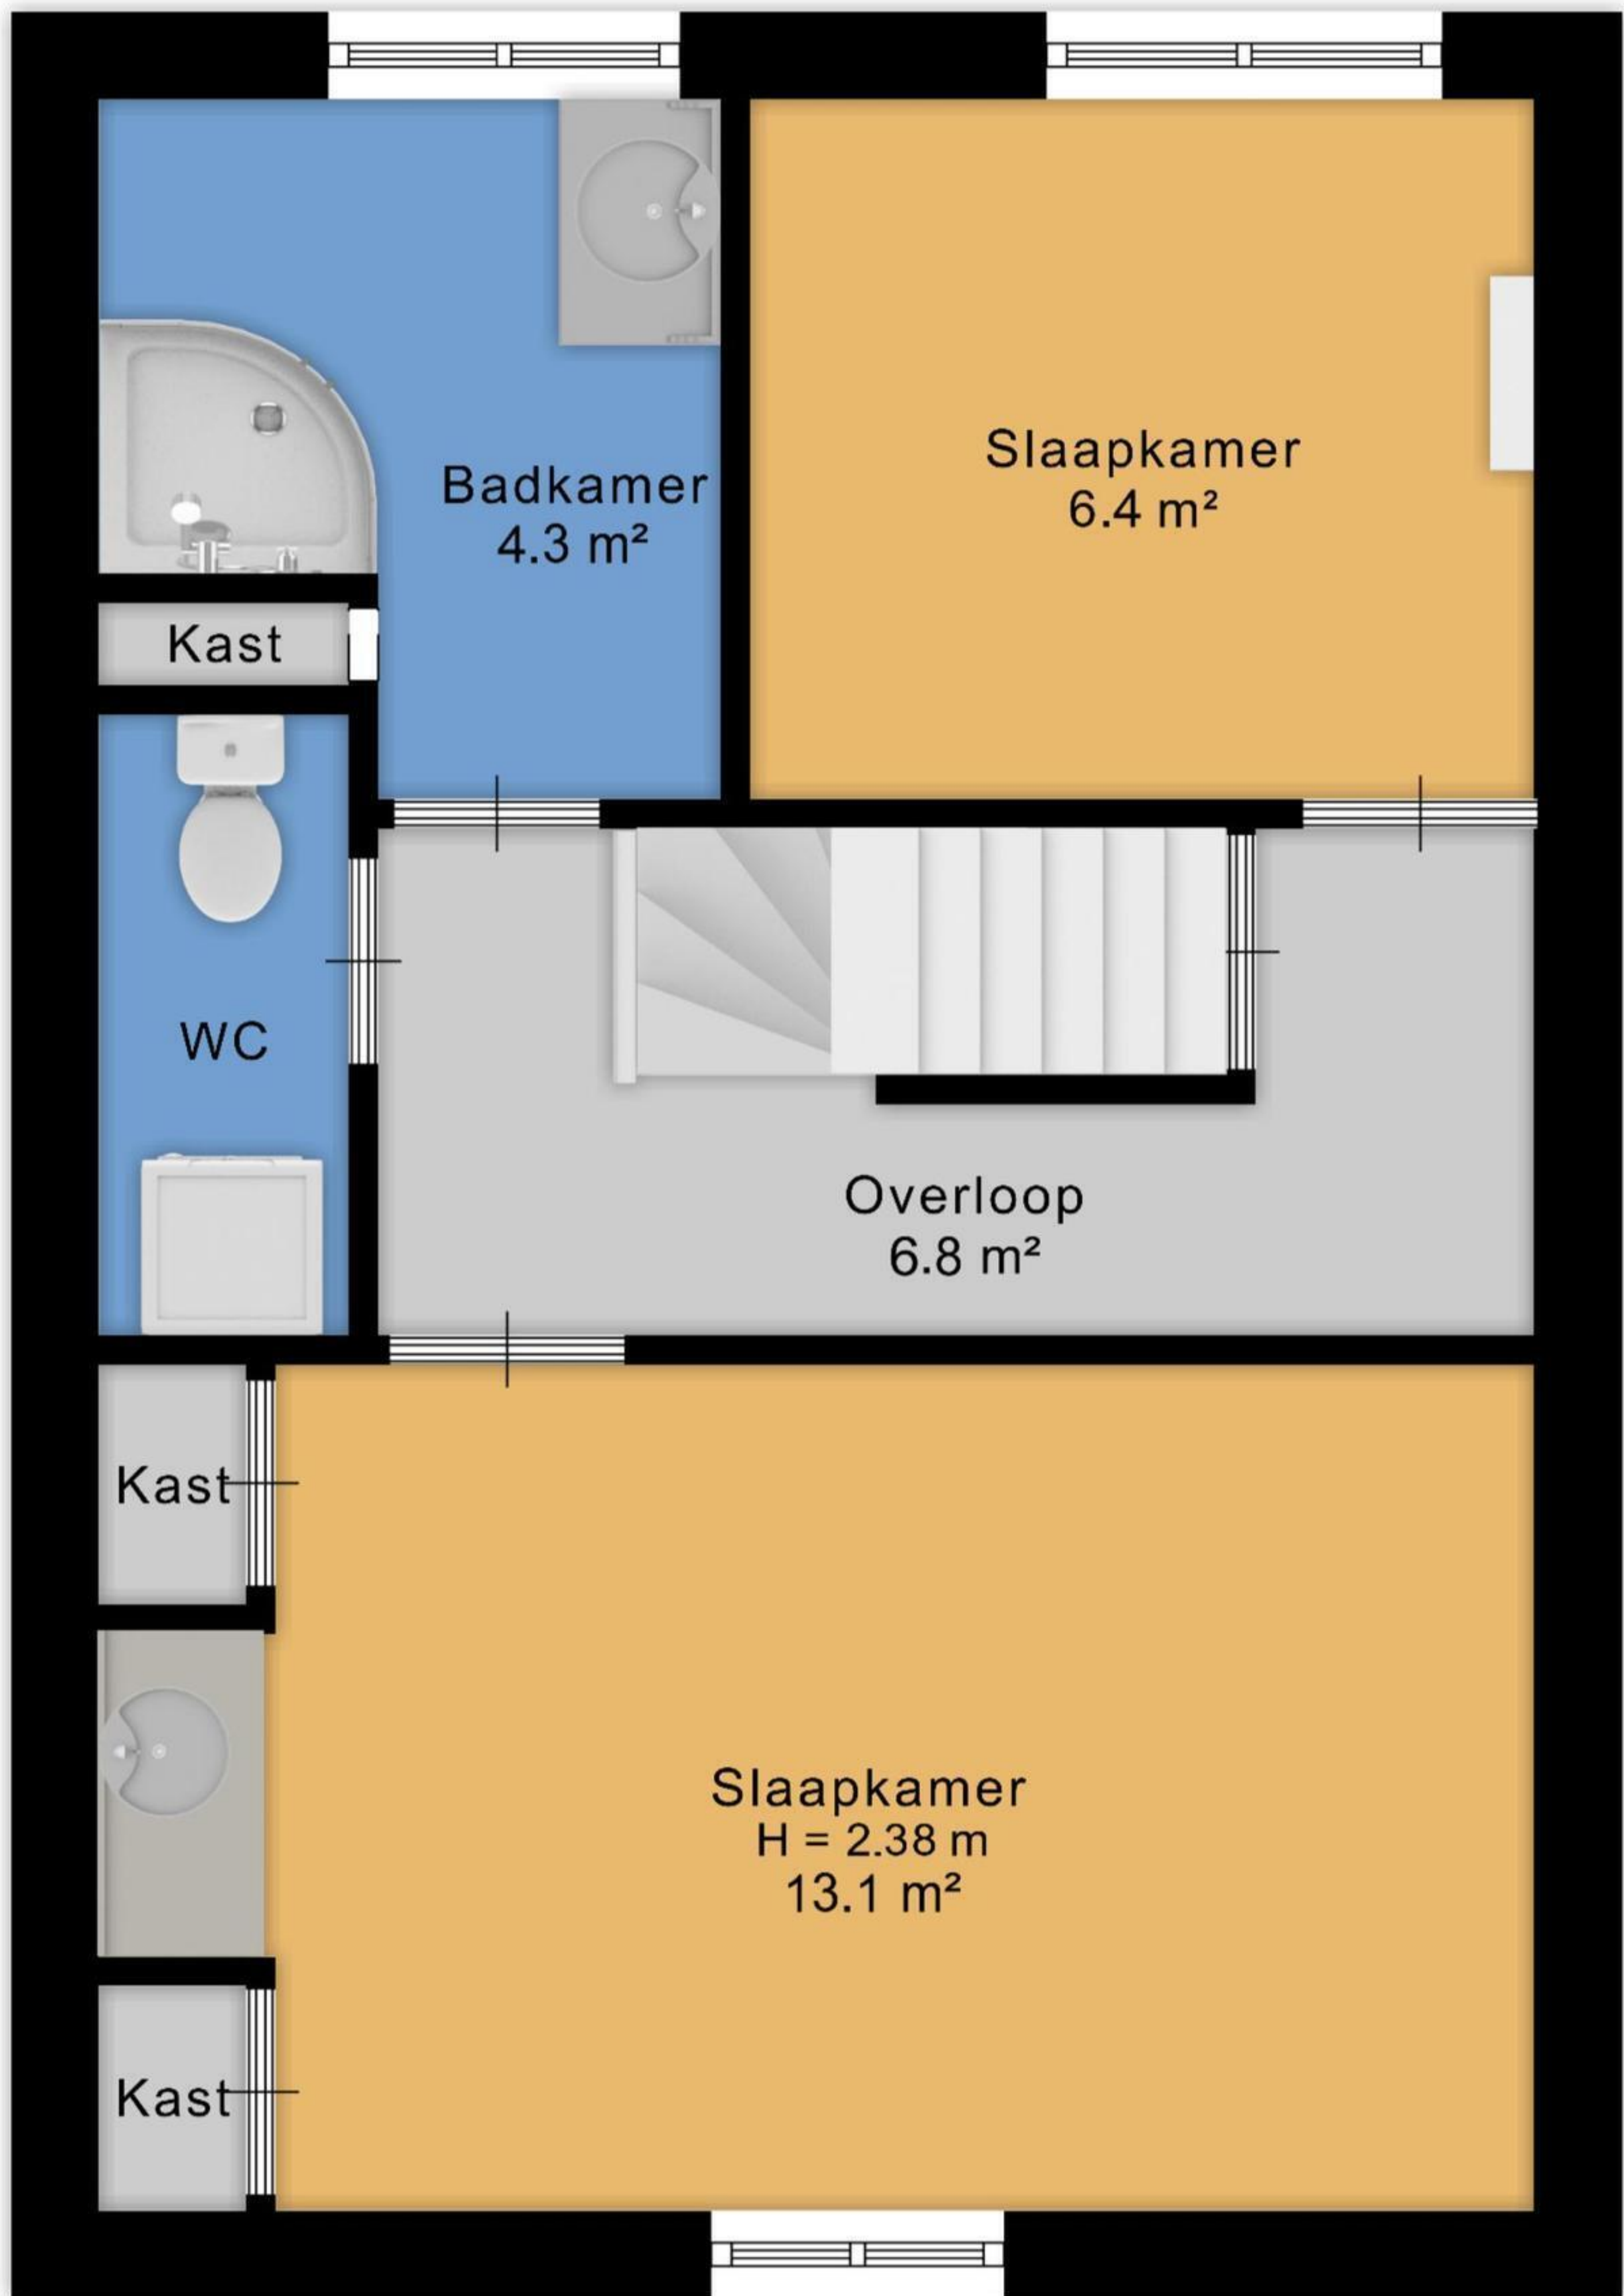 Slaapkamer
6.4 m²
Badkamer
4.3 m²
Kast
WC
Overloop
6.8 m²
Kast
Slaapkamer
H = 2.38 m
13.1 m²
Kast